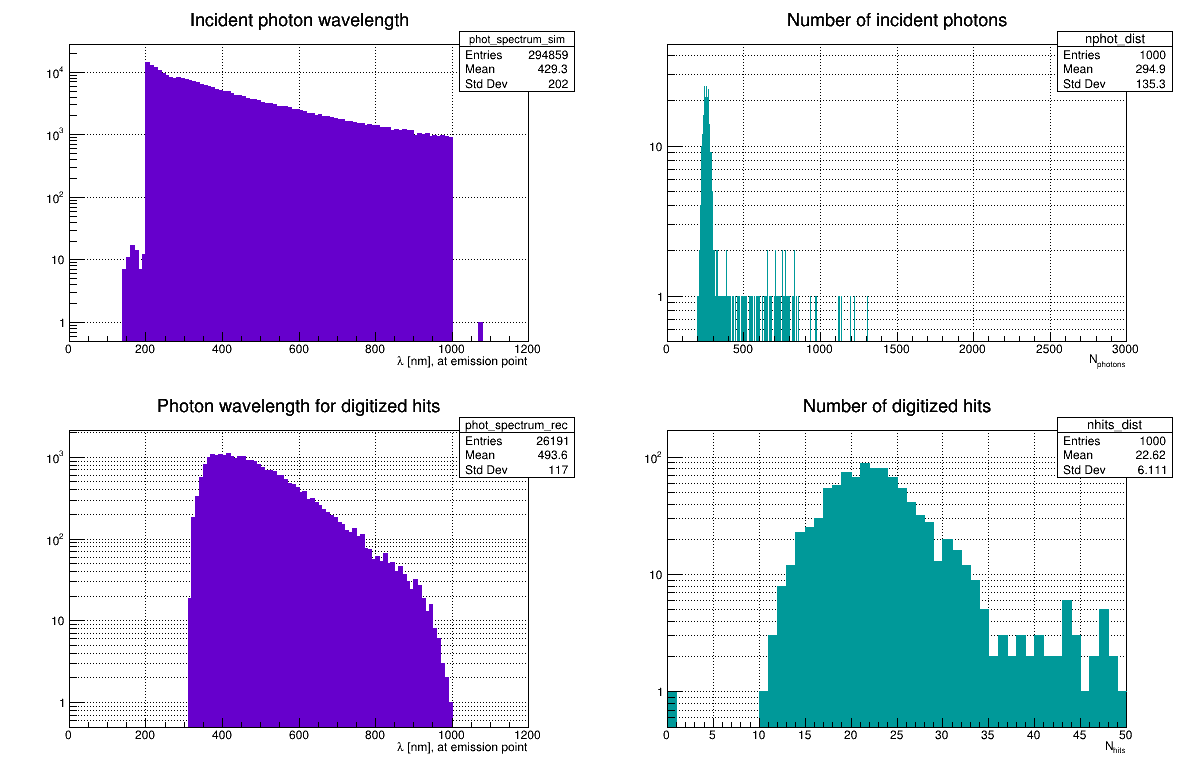 Incident photon wavelength
phot_spectrum_sim
Entries 294859
Mean 429.3
Std Dev 202
10^4
10^3
10^2
10
1
0 200 400 600 800 1000 1200
λ [nm], at emission point
Number of incident photons
nphot_dist
Entries 1000
Mean 294.9
Std Dev 135.3
10
1
0 500 1000 1500 2000 2500 3000
N_photons
Photon wavelength for digitized hits
phot_spectrum_rec
Entries 26191
Mean 493.6
Std Dev 117
10^3
10^2
10
1
0 200 400 600 800 1000 1200
λ [nm], at emission point
Number of digitized hits
nhits_dist
Entries 1000
Mean 22.62
Std Dev 6.111
10^2
10
1
0 5 10 15 20 25 30 35 40 45 50
N_hits